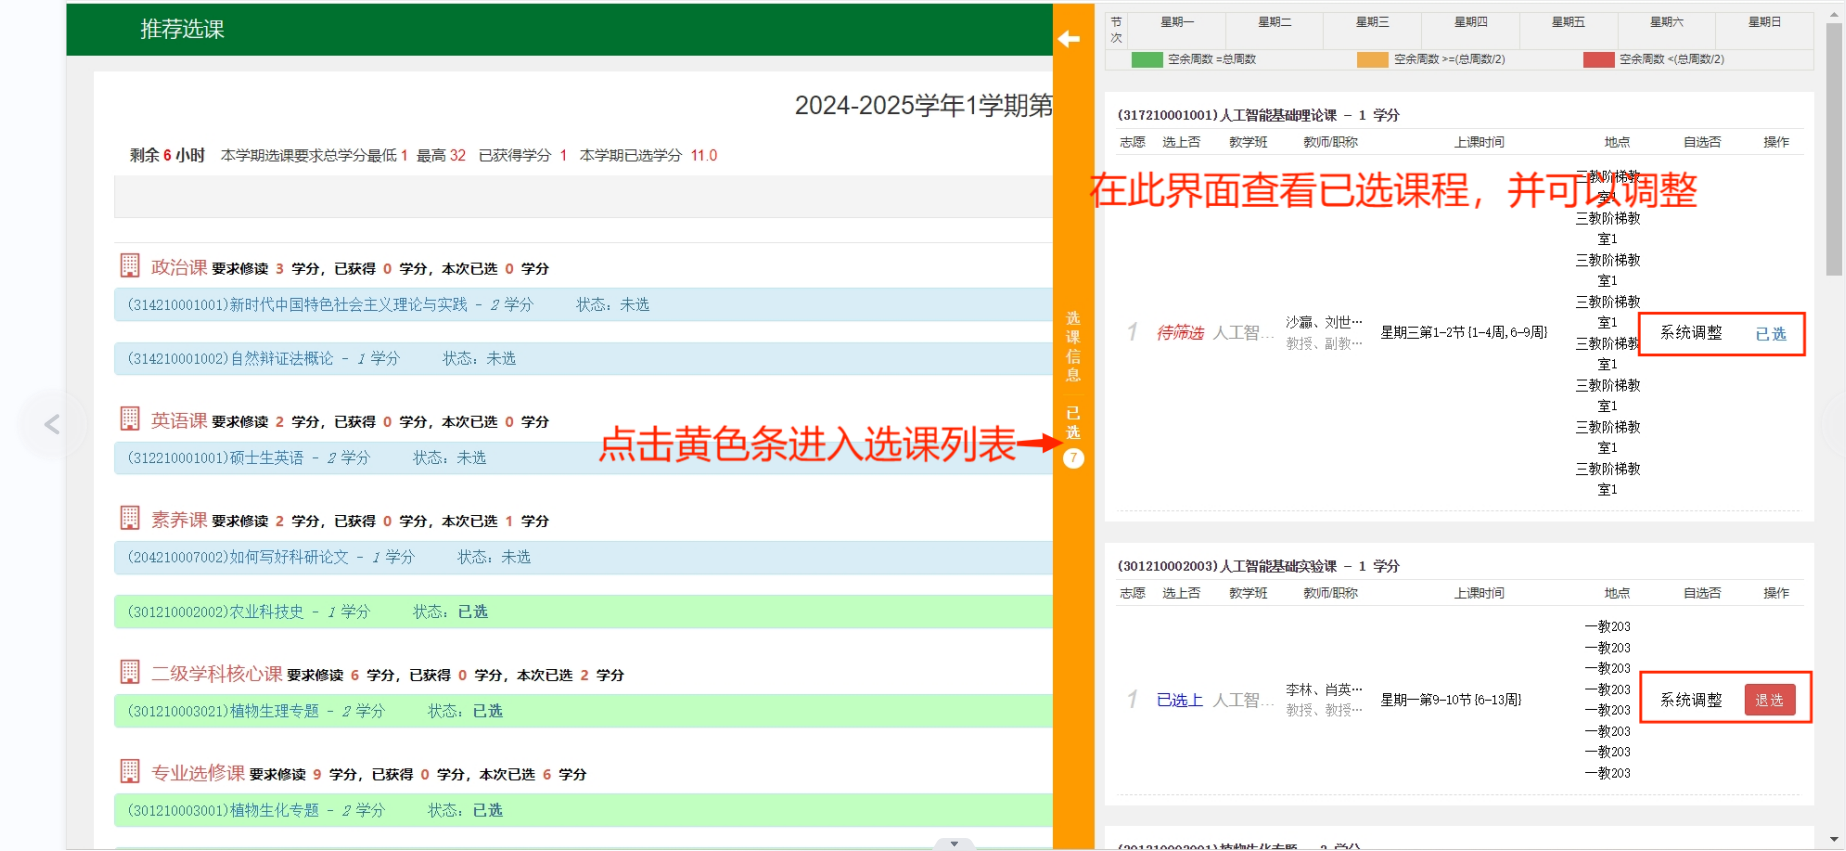 推荐选课
2024-2025学年1学期第
剩余 6 小时 本学期选课要求总学分最低 1 最高 32 已获得学分 1 本学期已选学分 11.0
政治课 要求修读 3 学分，已获得 0 学分，本次已选 0 学分
(314210001001)新时代中国特色社会主义理论与实践 - 2 学分 状态：未选
(314210001002)自然辩证法概论 - 1 学分 状态：未选
英语课 要求修读 2 学分，已获得 0 学分，本次已选 0 学分
(312210001001)硕士生英语 - 2 学分 状态：未选
点击黄色条进入选课列表
素养课 要求修读 2 学分，已获得 0 学分，本次已选 1 学分
(204210007002)如何写好科研论文 - 1 学分 状态：未选
(301210002002)农业科技史 - 1 学分 状态：已选
二级学科核心课 要求修读 6 学分，已获得 0 学分，本次已选 2 学分
(301210003021)植物生理专题 - 2 学分 状态：已选
专业选修课 要求修读 9 学分，已获得 0 学分，本次已选 6 学分
(301210003001)植物生化专题 - 2 学分 状态：已选
选课信息
已选
7
节次 星期一 星期二 星期三 星期四 星期五 星期六 星期日
空余周数 =总周数 空余周数 >=(总周数/2) 空余周数 <(总周数/2)
(317210001001)人工智能基础理论课 - 1 学分
志愿 选上否 教学班 教师/职称 上课时间 地点 自选否 操作
在此界面查看已选课程，并可以调整
三教阶梯教
室1
三教阶梯教
室1
三教阶梯教
室1
三教阶梯教
室1
三教阶梯教
室1
三教阶梯教
室1
三教阶梯教
室1
三教阶梯教
室1
1 待筛选 人工智... 沙灜、刘世... 星期三第1-2节{1-4周,6-9周} 系统调整 已选
教授、副教...
(301210002003)人工智能基础实验课 - 1 学分
志愿 选上否 教学班 教师/职称 上课时间 地点 自选否 操作
一教203
一教203
一教203
一教203
一教203
一教203
一教203
一教203
1 已选上 人工智... 李林、肖英... 星期一第9-10节{6-13周} 系统调整 退选
教授、教授...